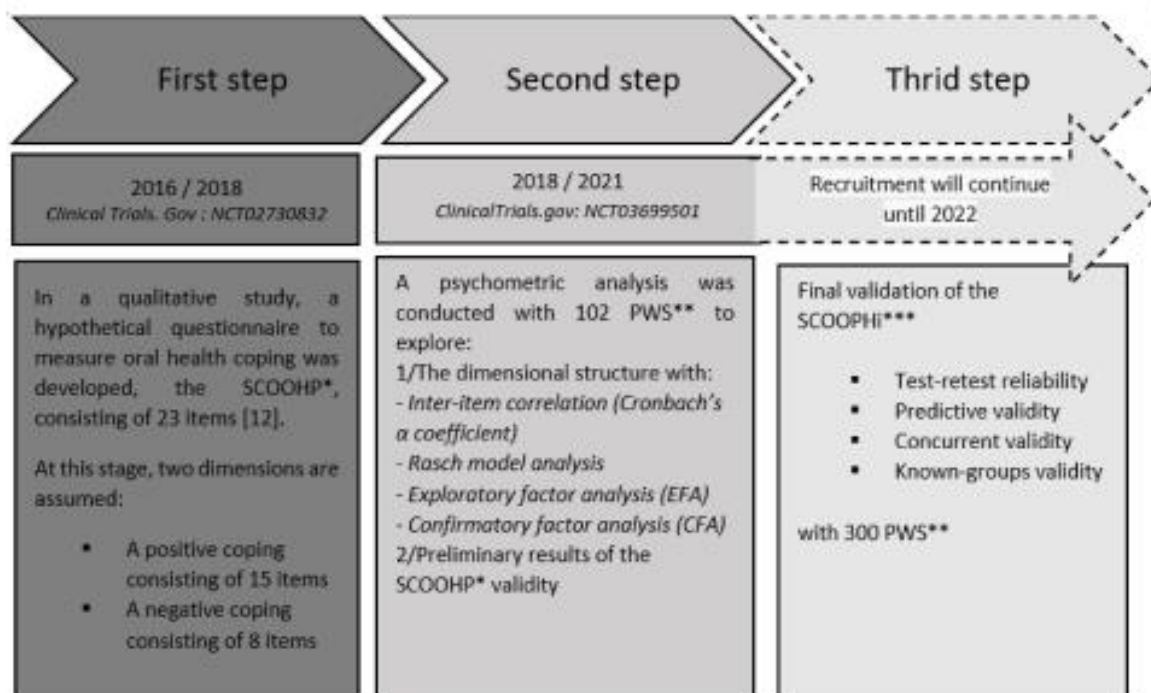 First step
Second step
Thrid step
2016 / 2018
Clinical Trials. Gov : NCT02730832
2018 / 2021
ClinicalTrials.gov: NCT03699501
Recruitment will continue
until 2022
In a qualitative study, a
hypothetical questionnaire to
measure oral health coping was
developed, the SCOOHP*,
consisting of 23 items [12].
At this stage, two dimensions are
assumed:
▪ A positive coping
consisting of 15 items
▪ A negative coping
consisting of 8 items
A psychometric analysis was
conducted with 102 PWS** to
explore:
1/The dimensional structure with:
- Inter-item correlation (Cronbach's
α coefficient)
- Rasch model analysis
- Exploratory factor analysis (EFA)
- Confirmatory factor analysis (CFA)
2/Preliminary results of the
SCOOHP* validity
Final validation of the
SCOOPHi***
▪ Test-retest reliability
▪ Predictive validity
▪ Concurrent validity
▪ Known-groups validity
with 300 PWS**